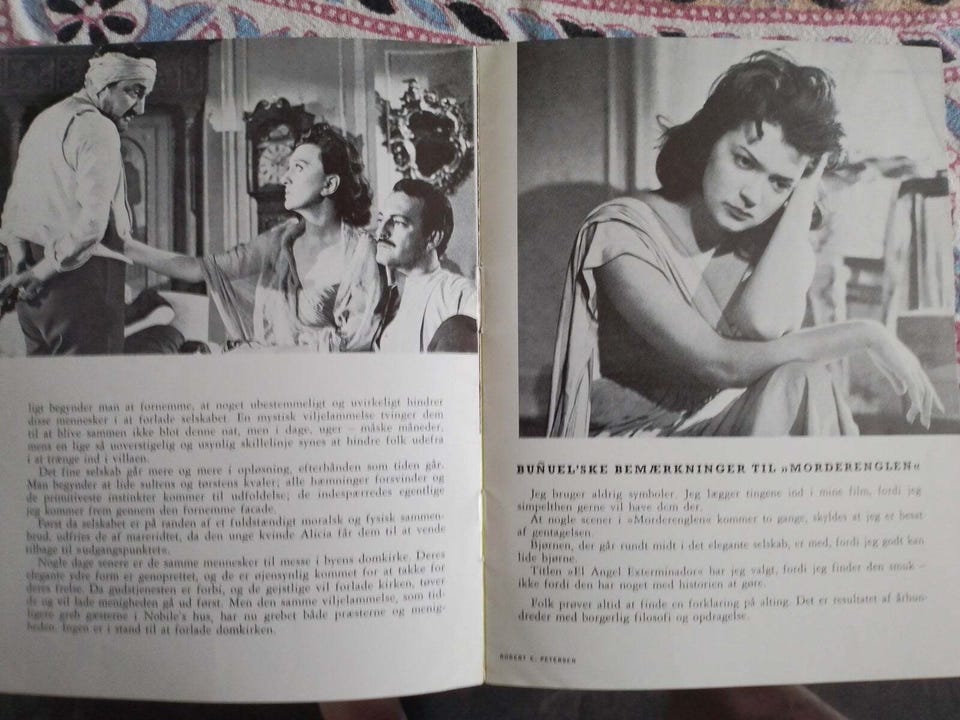 ligt begynder man at fornemme, at noget ubestemmeligt og uvirkeligt hindrer
disse mennesker i at forlade selskabet. En mystisk viljelammelse tvinger dem
til at blive sammen ikke blot denne nat, men i dage, uger – måske måneder,
mens en lige så uoverstigelig og usynlig skillelinje synes at hindre folk udefra
i at trænge ind i villaen.
Det fine selskab går mere og mere i opløsning, efterhånden som tiden går.
Man begynder at lide sultens og tørstens kvaler; alle hæmninger forsvinder og
de primitiveste instinkter kommer til udfoldelse; de indespærredes egentlige
jeg kommer frem gennem den fornemme facade.
Først da selskabet er på randen af et fuldstændigt moralsk og fysisk sammen-
brud, udfries de af mareridtet, da den unge kvinde Alicia får dem til at vende
tilbage til udgangspunktet.
Nogle dage senere er de samme mennesker til messe i byens domkirke. Deres
elegante ydre form er genoprettet, og de er øjensynlig kommet for at takke for
deres frelse. Da gudstjenesten er forbi, og de gejstlige vil forlade kirken, tøver
de og vil lade menigheden gå ud først. Men den samme viljelammelse, som tid-
ligere greb gæsterne i Nobile's hus, har nu grebet både præsterne og menig-
heden. Ingen er i stand til at forlade domkirken.
BUÑUEL'SKE BEMÆRKNINGER TIL »MORDERENGLEN«
Jeg bruger aldrig symboler. Jeg lægger tingene ind i mine film, fordi jeg
simpelthen gerne vil have dem der.
At nogle scener i »Morderenglen« kommer to gange, skyldes at jeg er besat
af gentagelsen.
Bjørnen, der går rundt midt i det elegante selskab, er med, fordi jeg godt kan
lide bjørne.
Titlen »El Angel Exterminador« har jeg valgt, fordi jeg finder den smuk –
ikke fordi den har noget med historien at gøre.
Folk prøver altid at finde en forklaring på alting. Det er resultatet af århun-
dreder med borgerlig filosofi og opdragelse.
ROBERT C. PETERSEN